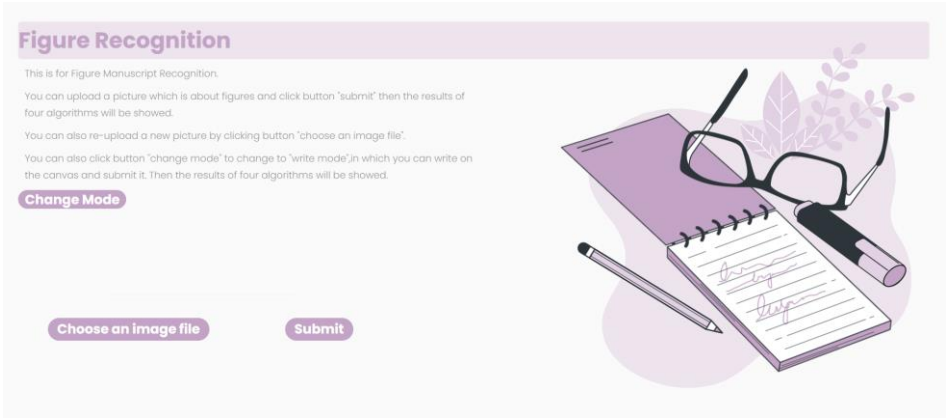 Figure Recognition
This is for Figure Manuscript Recognition.
You can upload a picture which is about figures and click button "submit" then the results of
four algorithms will be showed.
You can also re-upload a new picture by clicking button "choose an image file".
You can also click button "change mode" to change to "write mode",in which you can write on
the canvas and submit it. Then the results of four algorithms will be showed.
Change Mode
Choose an image file
Submit